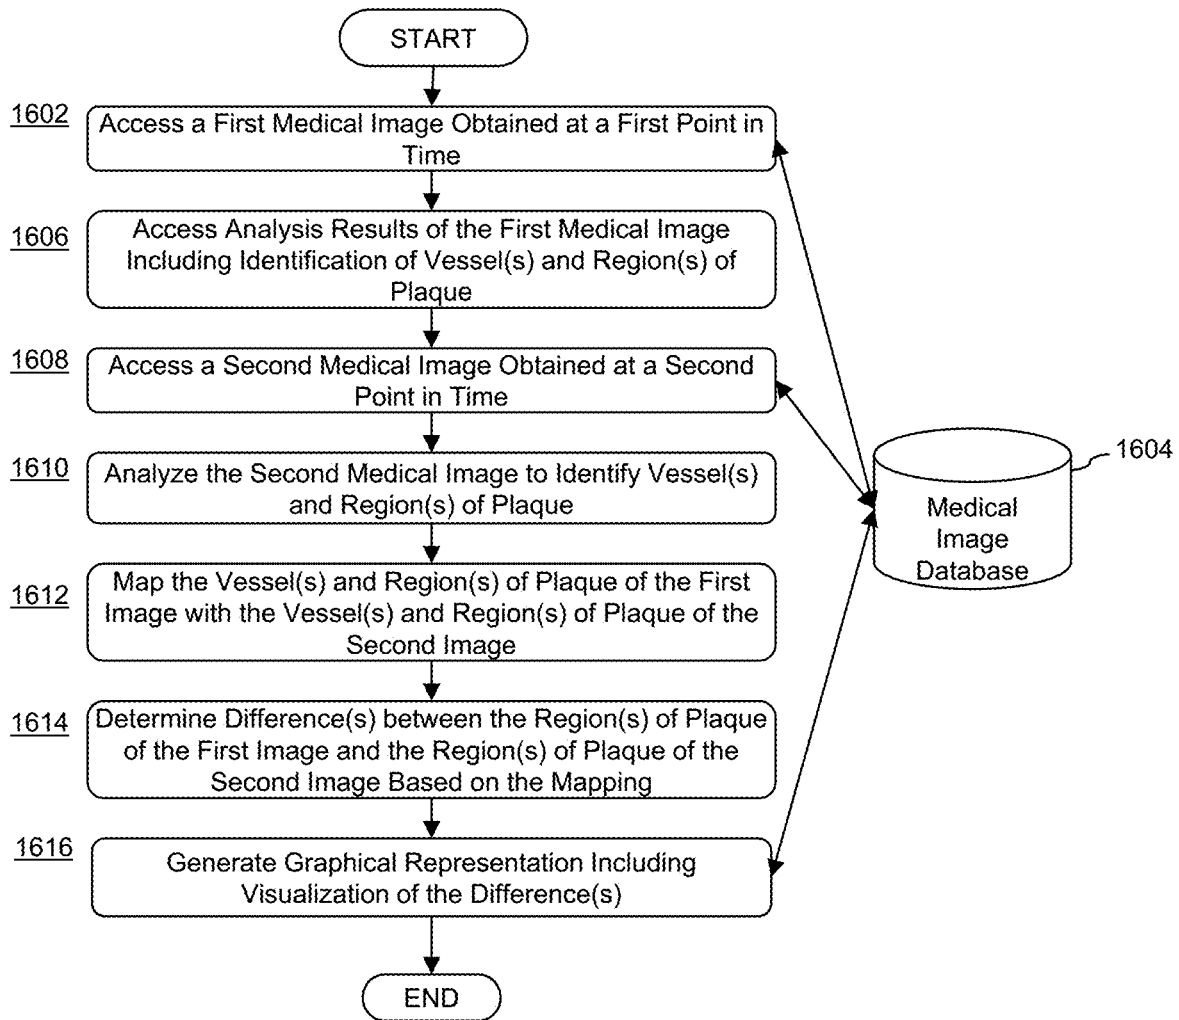 START
1602
Access a First Medical Image Obtained at a First Point in
Time
1606
Access Analysis Results of the First Medical Image
Including Identification of Vessel(s) and Region(s) of
Plaque
1608
Access a Second Medical Image Obtained at a Second
Point in Time
1610
Analyze the Second Medical Image to Identify Vessel(s)
and Region(s) of Plaque
1604
Medical
Image
Database
1612
Map the Vessel(s) and Region(s) of Plaque of the First
Image with the Vessel(s) and Region(s) of Plaque of the
Second Image
1614
Determine Difference(s) between the Region(s) of Plaque
of the First Image and the Region(s) of Plaque of the
Second Image Based on the Mapping
1616
Generate Graphical Representation Including
Visualization of the Difference(s)
END